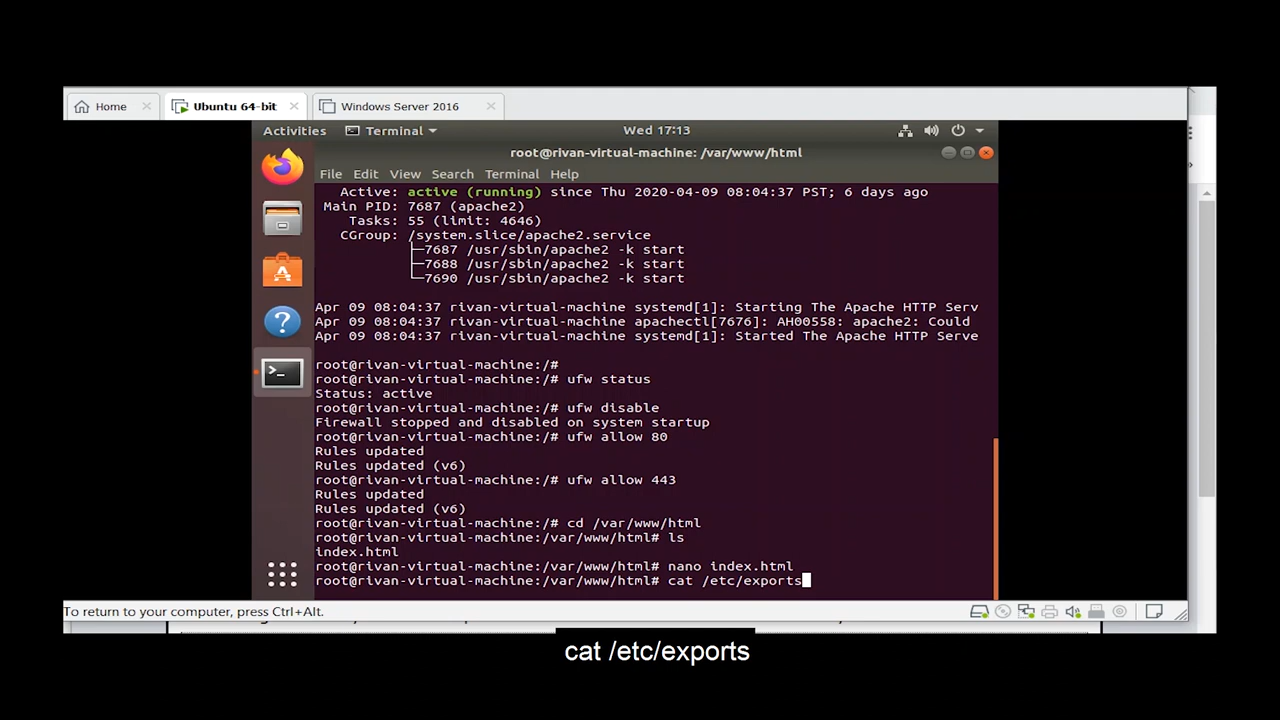 Home
Ubuntu 64-bit
Windows Server 2016
Activities
Terminal
Wed 17:13
root@rivan-virtual-machine: /var/www/html
File Edit View Search Terminal Help
Active: active (running) since Thu 2020-04-09 08:04:37 PST; 6 days ago
Main PID: 7687 (apache2)
Tasks: 55 (limit: 4646)
CGroup: /system.slice/apache2.service
├─7687 /usr/sbin/apache2 -k start
├─7688 /usr/sbin/apache2 -k start
└─7690 /usr/sbin/apache2 -k start
Apr 09 08:04:37 rivan-virtual-machine systemd[1]: Starting The Apache HTTP Serv
Apr 09 08:04:37 rivan-virtual-machine apachectl[7676]: AH00558: apache2: Could
Apr 09 08:04:37 rivan-virtual-machine systemd[1]: Started The Apache HTTP Serve
root@rivan-virtual-machine:/#
root@rivan-virtual-machine:/# ufw status
Status: active
root@rivan-virtual-machine:/# ufw disable
Firewall stopped and disabled on system startup
root@rivan-virtual-machine:/# ufw allow 80
Rules updated
Rules updated (v6)
root@rivan-virtual-machine:/# ufw allow 443
Rules updated
Rules updated (v6)
root@rivan-virtual-machine:/# cd /var/www/html
root@rivan-virtual-machine:/var/www/html# ls
index.html
root@rivan-virtual-machine:/var/www/html# nano index.html
root@rivan-virtual-machine:/var/www/html# cat /etc/exports
To return to your computer, press Ctrl+Alt.
cat /etc/exports